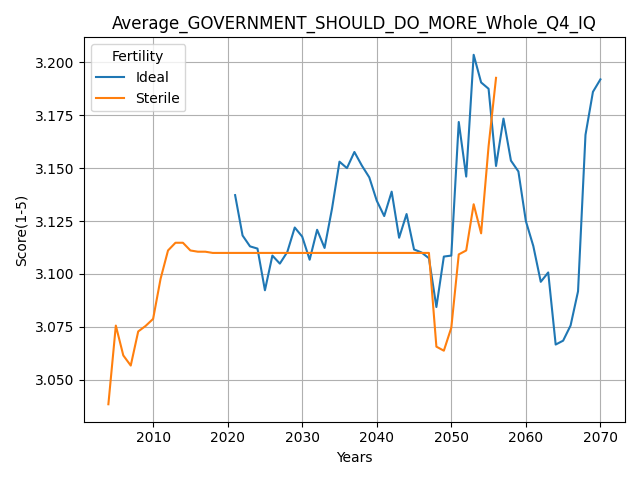 Average_GOVERNMENT_SHOULD_DO_MORE_Whole_Q4_IQ
Fertility
Ideal
Sterile
Score(1-5)
3.200
3.175
3.150
3.125
3.100
3.075
3.050
2010 2020 2030 2040 2050 2060 2070
Years